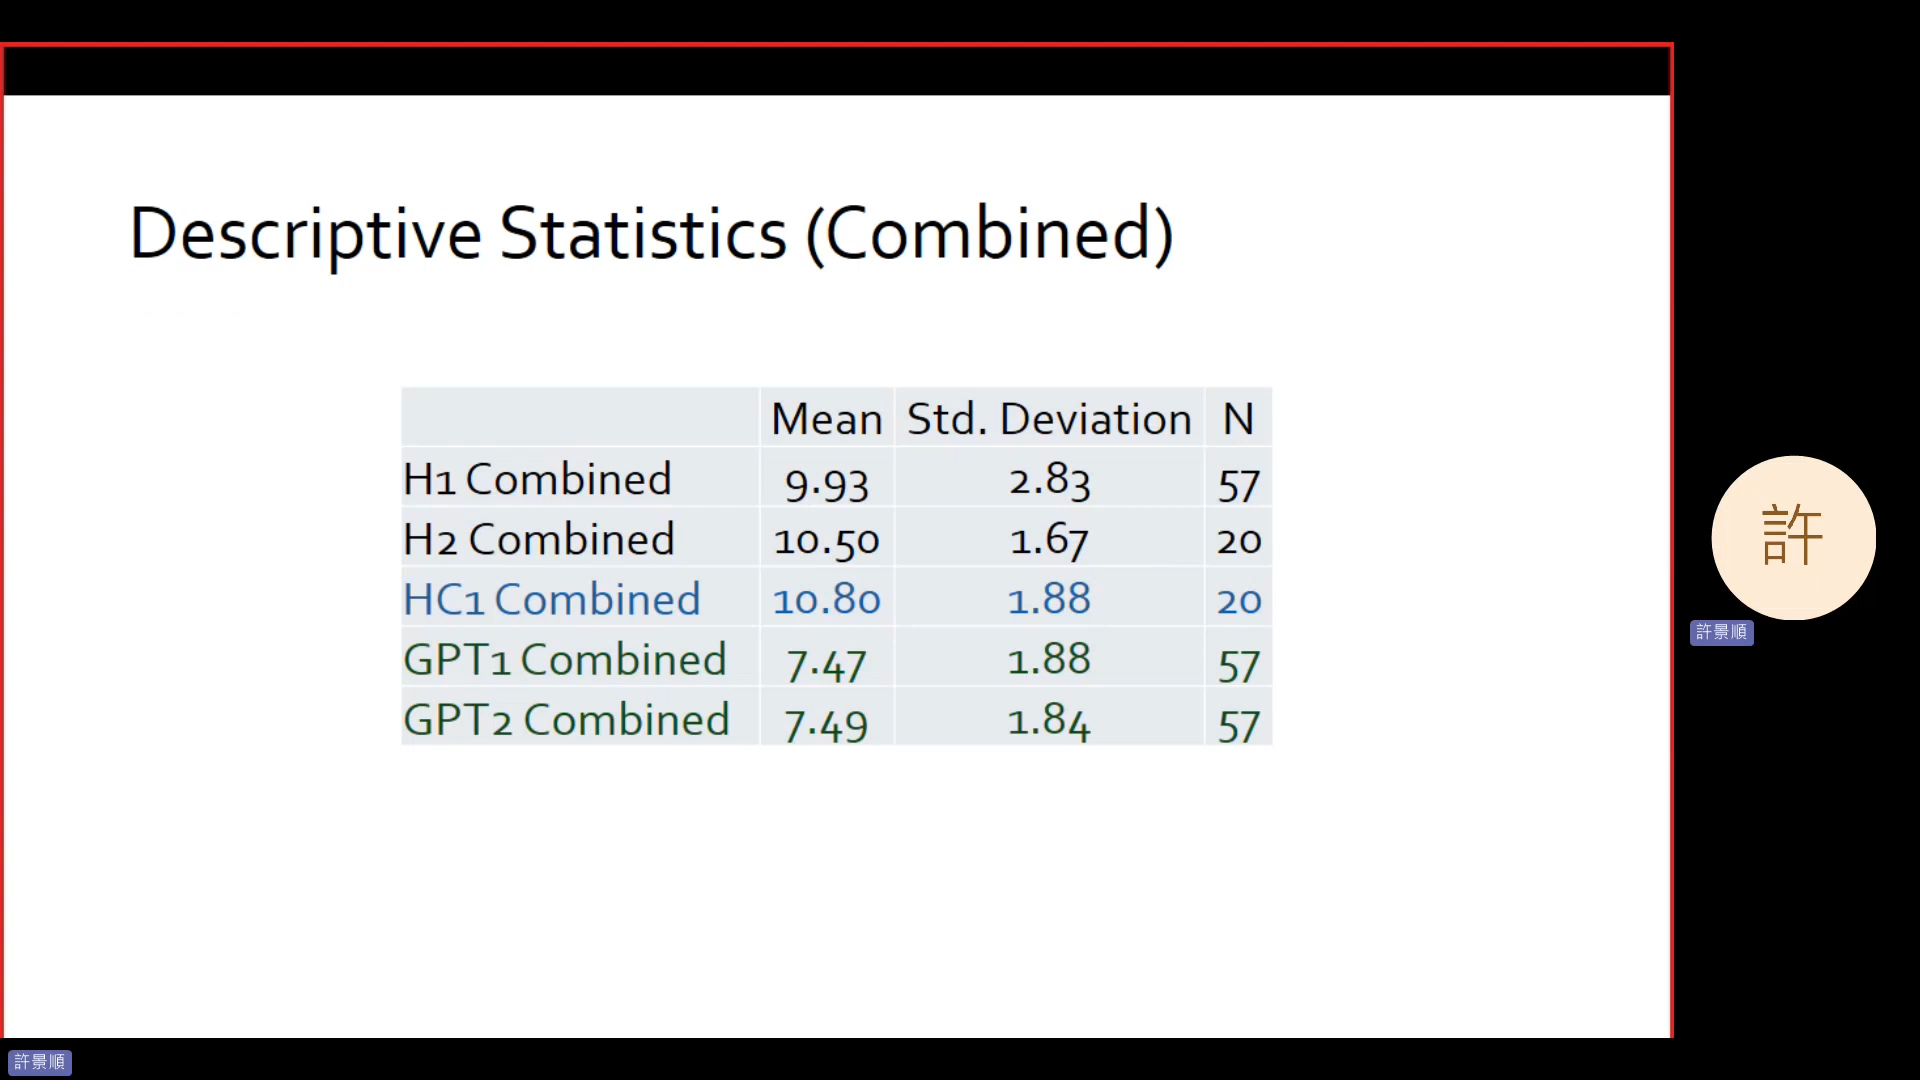 Descriptive Statistics (Combined)
Mean Std. Deviation N
H1 Combined 9.93 2.83 57
H2 Combined 10.50 1.67 20
HC1 Combined 10.80 1.88 20
GPT1 Combined 7.47 1.88 57
GPT2 Combined 7.49 1.84 57
許
許景順
許景順